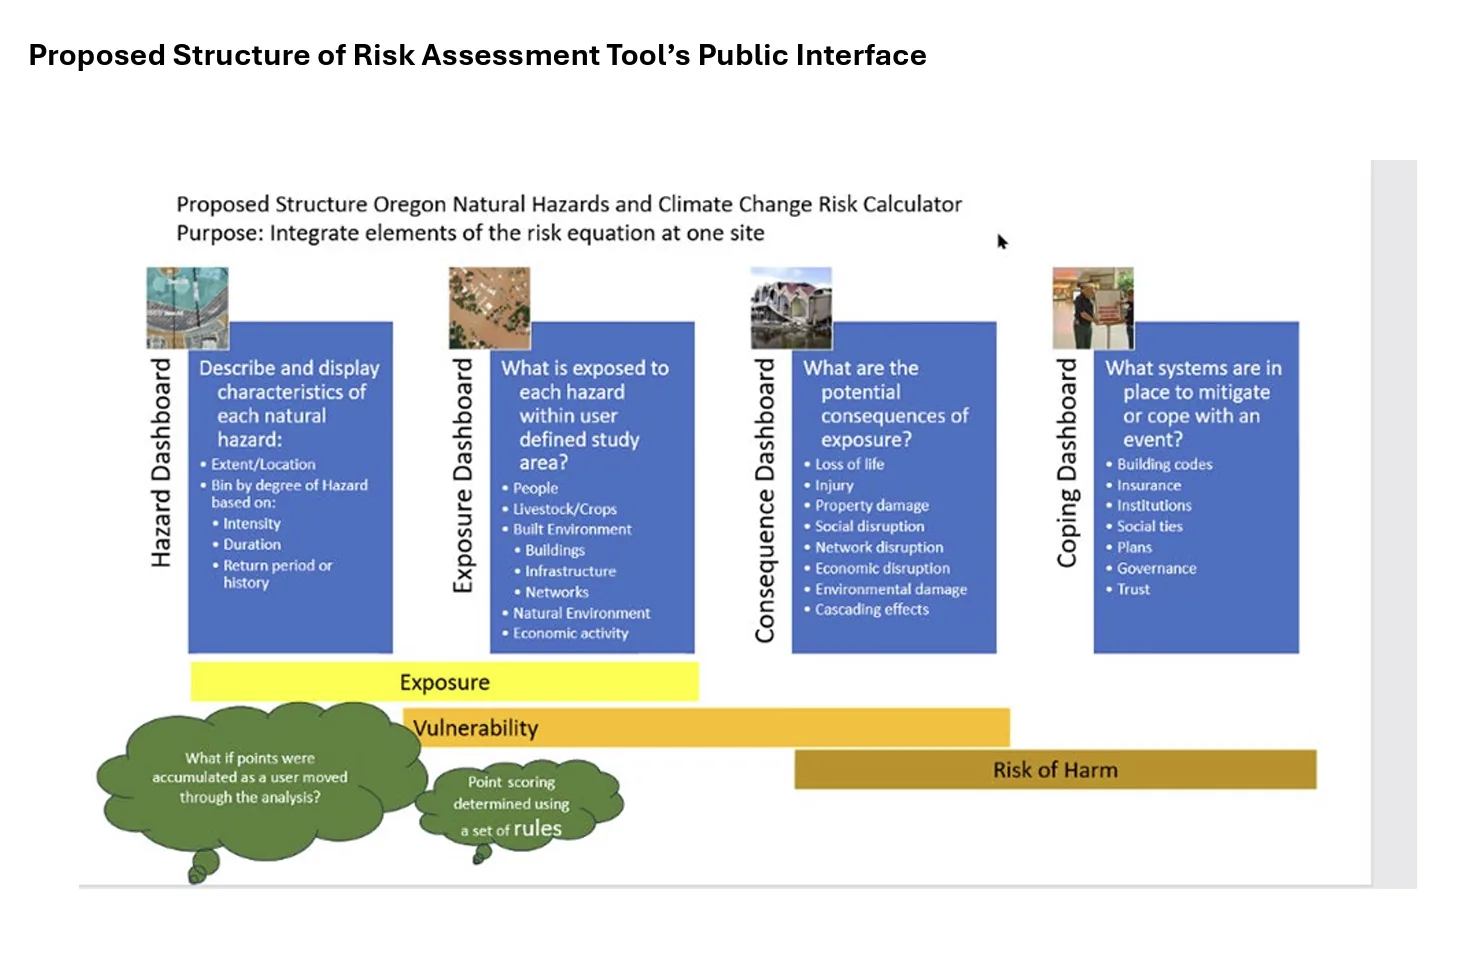 Proposed Structure of Risk Assessment Tool's Public Interface
Proposed Structure Oregon Natural Hazards and Climate Change Risk Calculator
Purpose: Integrate elements of the risk equation at one site
Hazard Dashboard
Describe and display
characteristics of
each natural
hazard:
• Extent/Location
• Bin by degree of Hazard
based on:
• Intensity
• Duration
• Return period or
history
Exposure Dashboard
What is exposed to
each hazard
within user
defined study
area?
• People
• Livestock/Crops
• Built Environment
• Buildings
• Infrastructure
• Networks
• Natural Environment
• Economic activity
Consequence Dashboard
What are the
potential
consequences of
exposure?
• Loss of life
• Injury
• Property damage
• Social disruption
• Network disruption
• Economic disruption
• Environmental damage
• Cascading effects
Coping Dashboard
What systems are in
place to mitigate
or cope with an
event?
• Building codes
• Insurance
• Institutions
• Social ties
• Plans
• Governance
• Trust
Exposure
Vulnerability
Risk of Harm
What if points were
accumulated as a user moved
through the analysis?
Point scoring
determined using
a set of rules